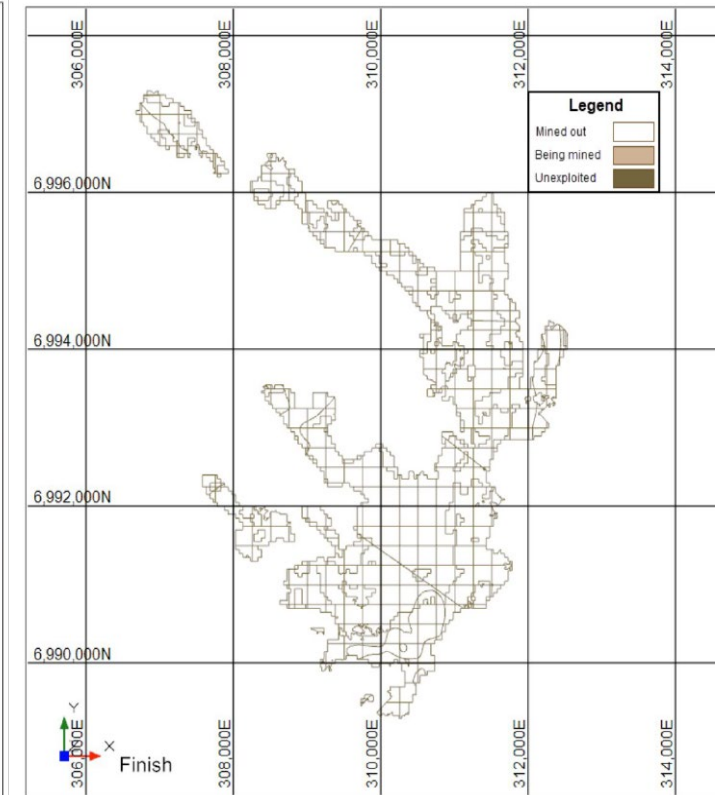 306,000E
308,000E
310,000E
312,000E
314,000E
Legend
Mined out
Being mined
Unexploited
6,996,000N
6,994,000N
6,992,000N
6,990,000N
Y
X
Finish
306,000E
308,000E
310,000E
312,000E
314,000E